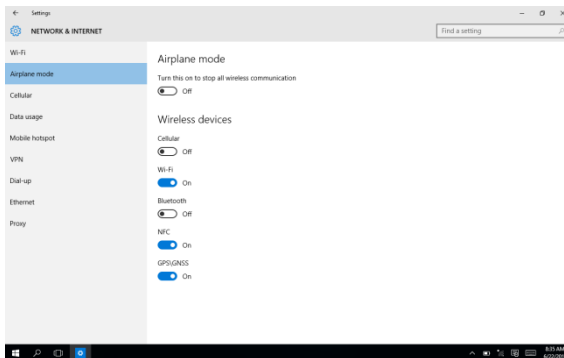 Settings
NETWORK & INTERNET
Find a setting
Wi-Fi
Airplane mode
Cellular
Data usage
Mobile hotspot
VPN
Dial-up
Ethernet
Proxy
Airplane mode
Turn this on to stop all wireless communication
Off
Wireless devices
Cellular
Off
Wi-Fi
On
Bluetooth
Off
NFC
On
GPS\GNSS
On
8:35 AM